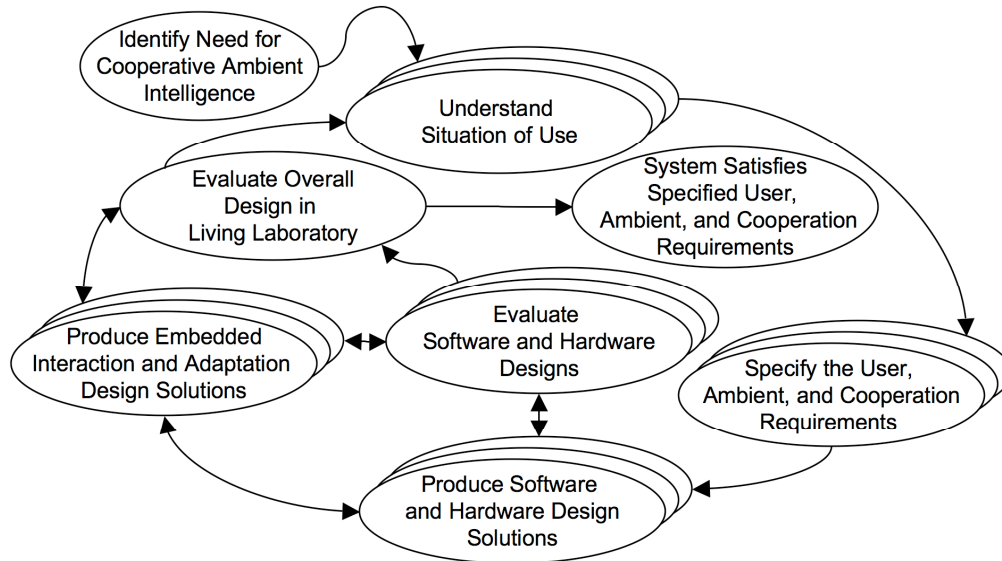 Identify Need for
Cooperative Ambient
Intelligence
Understand
Situation of Use
Evaluate Overall
Design in
Living Laboratory
System Satisfies
Specified User,
Ambient, and Cooperation
Requirements
Produce Embedded
Interaction and Adaptation
Design Solutions
Evaluate
Software and Hardware
Designs
Specify the User,
Ambient, and Cooperation
Requirements
Produce Software
and Hardware Design
Solutions